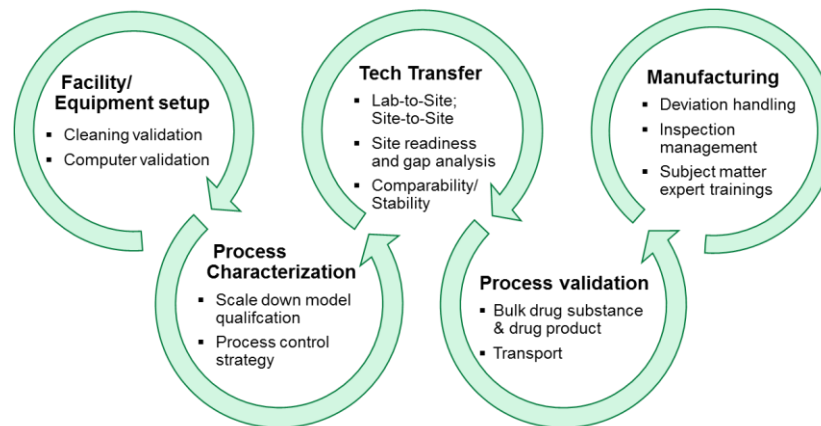 Facility/
Equipment setup
▪ Cleaning validation
▪ Computer validation
Process
Characterization
▪ Scale down model
qualifcation
▪ Process control
strategy
Tech Transfer
▪ Lab-to-Site;
Site-to-Site
▪ Site readiness
and gap analysis
▪ Comparability/
Stability
Process validation
▪ Bulk drug substance
& drug product
▪ Transport
Manufacturing
▪ Deviation handling
▪ Inspection
management
▪ Subject matter
expert trainings